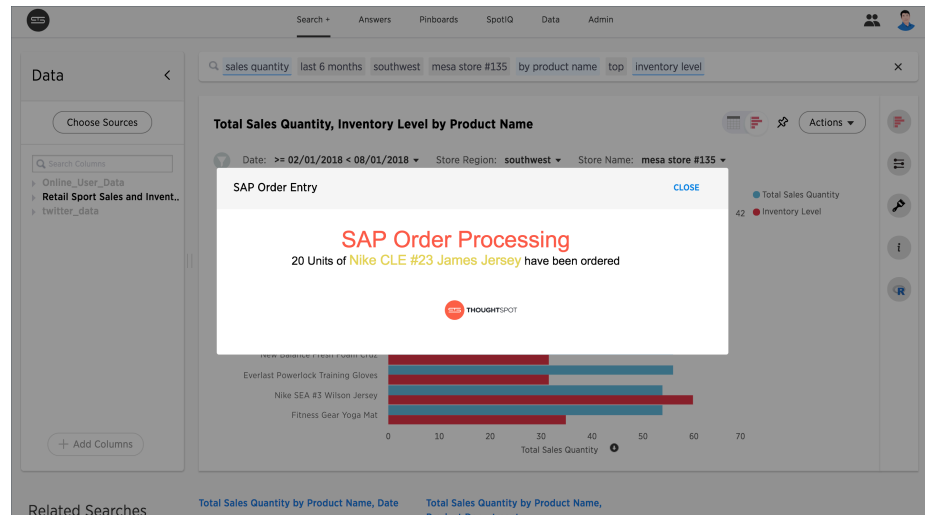 Search + Answers Pinboards SpotIQ Data Admin
Data
Choose Sources
Search Columns
Online_User_Data
Retail Sport Sales and Invent..
twitter_data
+ Add Columns
sales quantity last 6 months southwest mesa store #135 by product name top inventory level
Total Sales Quantity, Inventory Level by Product Name
Actions
Date: >= 02/01/2018 < 08/01/2018 Store Region: southwest Store Name: mesa store #135
SAP Order Entry
CLOSE
SAP Order Processing
20 Units of Nike CLE #23 James Jersey have been ordered
THOUGHTSPOT
Total Sales Quantity
42 Inventory Level
i
R
New Balance Fresh Foam Cruz
Everlast Powerlock Training Gloves
Nike SEA #3 Wilson Jersey
Fitness Gear Yoga Mat
0 10 20 30 40 50 60 70
Total Sales Quantity
Related Searches
Total Sales Quantity by Product Name, Date
Total Sales Quantity by Product Name,